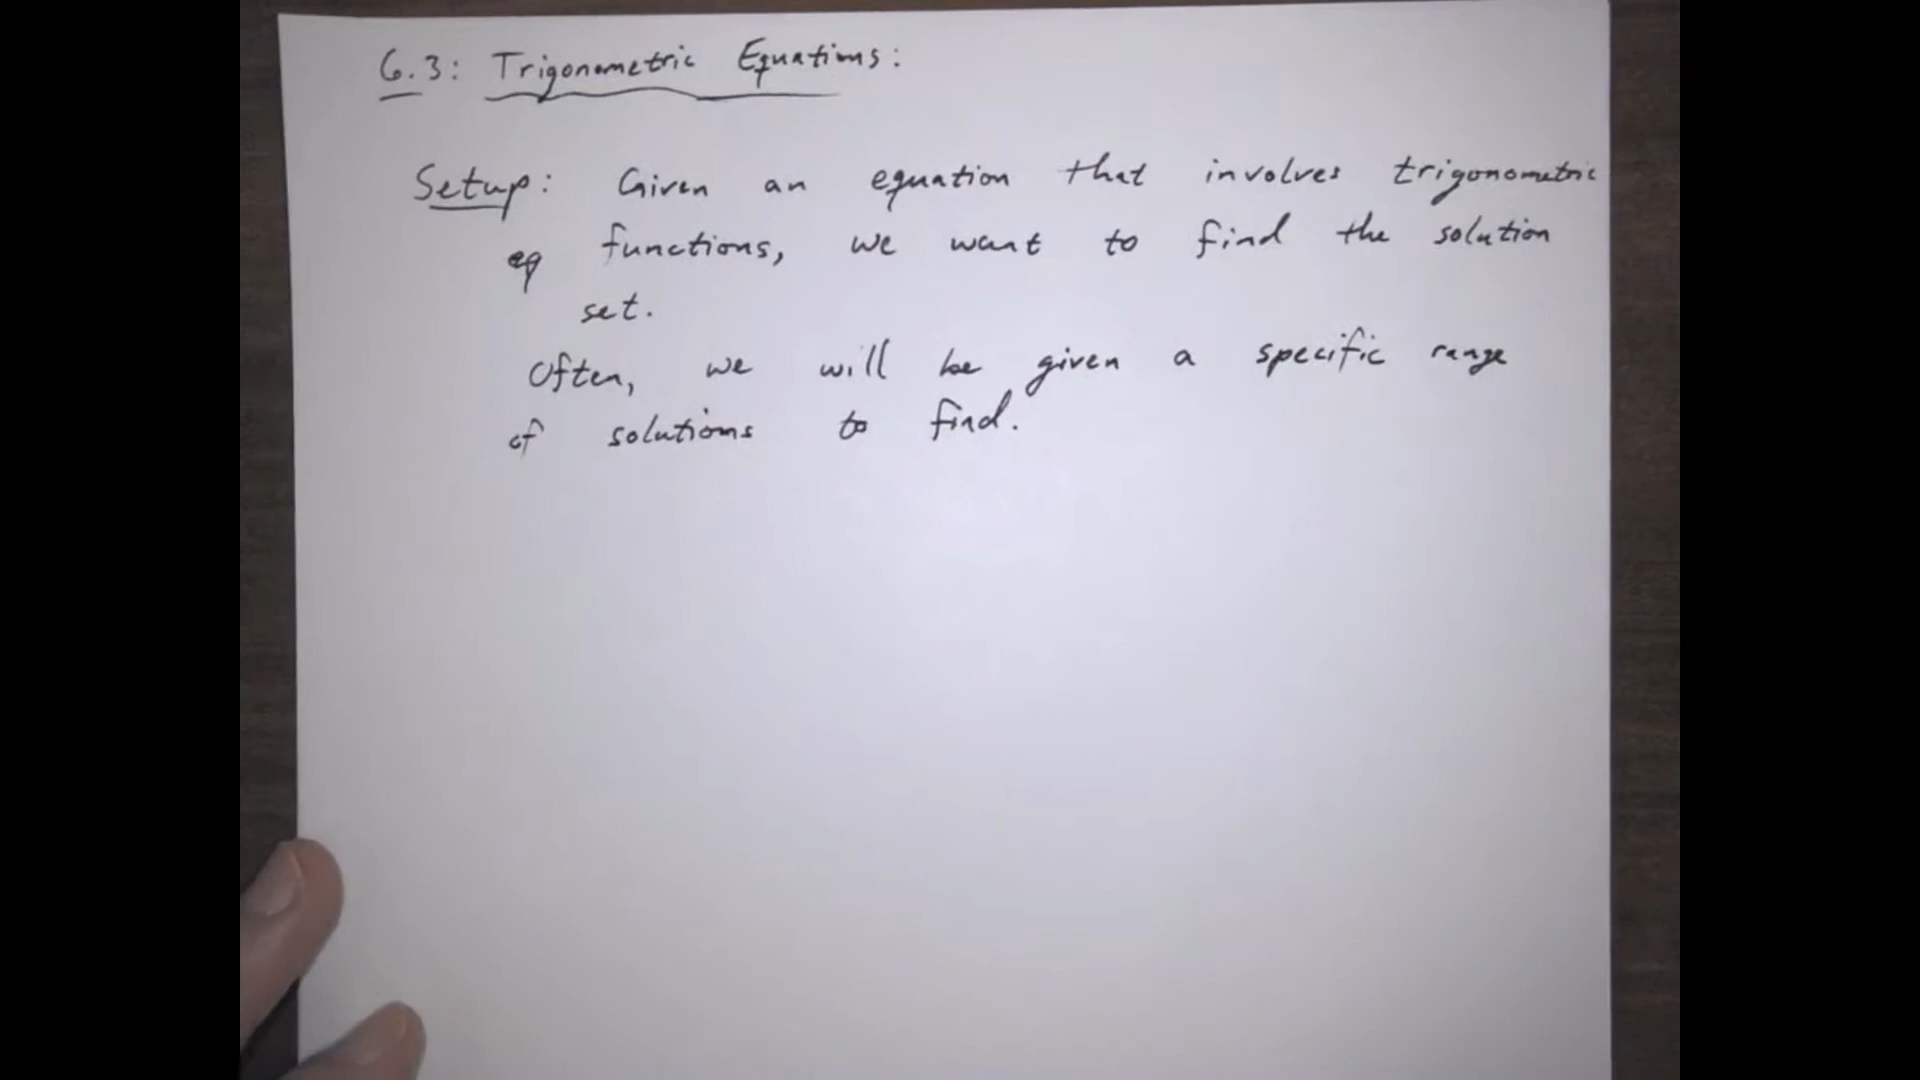 6.3: Trigonometric Equations:
Setup: Given an equation that involves trigonometric
eq functions, we want to find the solution
set.
Often, we will be given a specific range
of solutions to find.